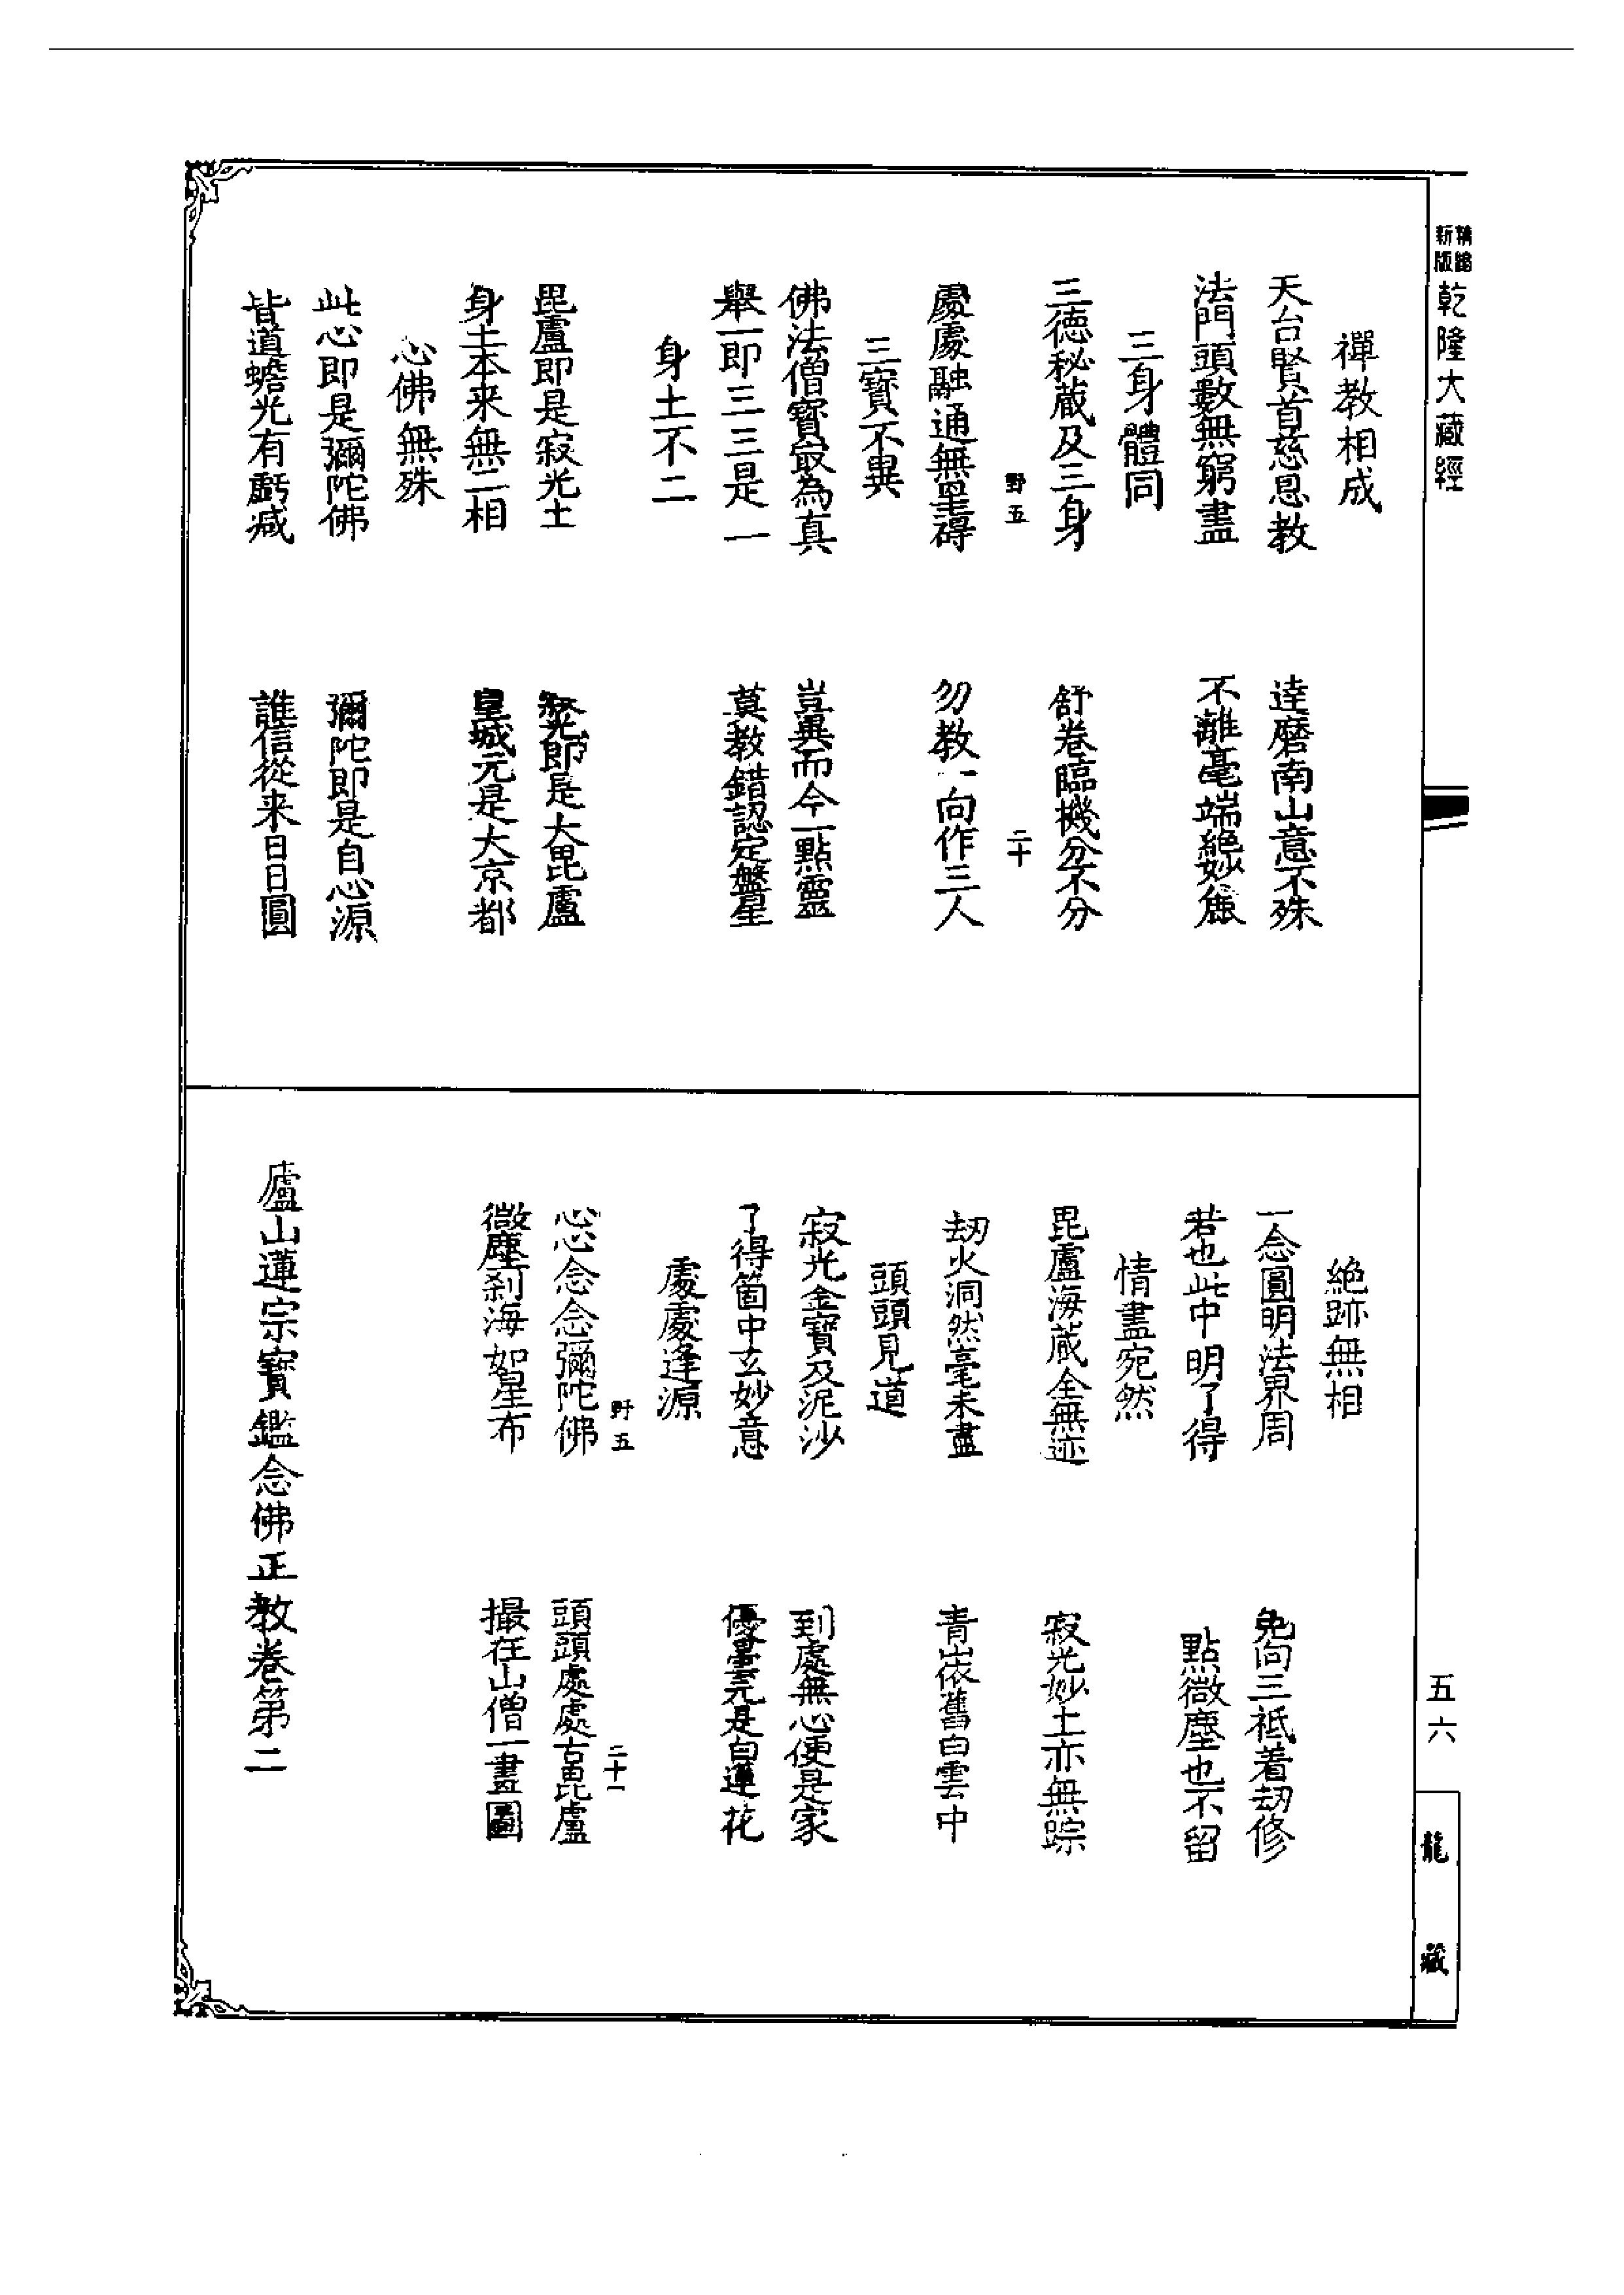 新版
精縮
乾隆大藏經
禪教相成
天台賢首慈恩教 達磨南山意不殊
法門頭數無窮盡 不離毫端絕妙麄
三身體同
三德秘蔵及三身 舒卷臨機分不分
野五 二十
處處融通無罣碍 勿教一向作三人
三寶不異
佛法僧寶㝡為真 豈異而今一點靈
舉一即三三是一 莫教錯認定盤星
身土不二
毘盧即是寂光土 寂光即是大毘盧
身土本来無二相 皇城元是大京都
心佛無殊
此心即是彌陀佛 彌陀即是自心源
皆道蟾光有虧減 誰信從来日日圓
絕跡無相
一念圓明法界周 免向三祇着刼修
若也此中明了得 點微塵也不留
情盡宛然
毘盧海蔵全無迹 寂光妙土亦無踪
刼火洞然毫未盡 青山依舊白雲中
頭頭見道
寂光金寶及泥沙 到處無心便是家
了得箇中玄妙意 優曇元是白蓮花
處處逢源
野五 二十一
心心念念彌陀佛 頭頭處處古毘盧
微塵剎海如星布 撮在山僧一畫圖
廬山蓮宗寶鑑念佛正教卷第二
五六
龍藏